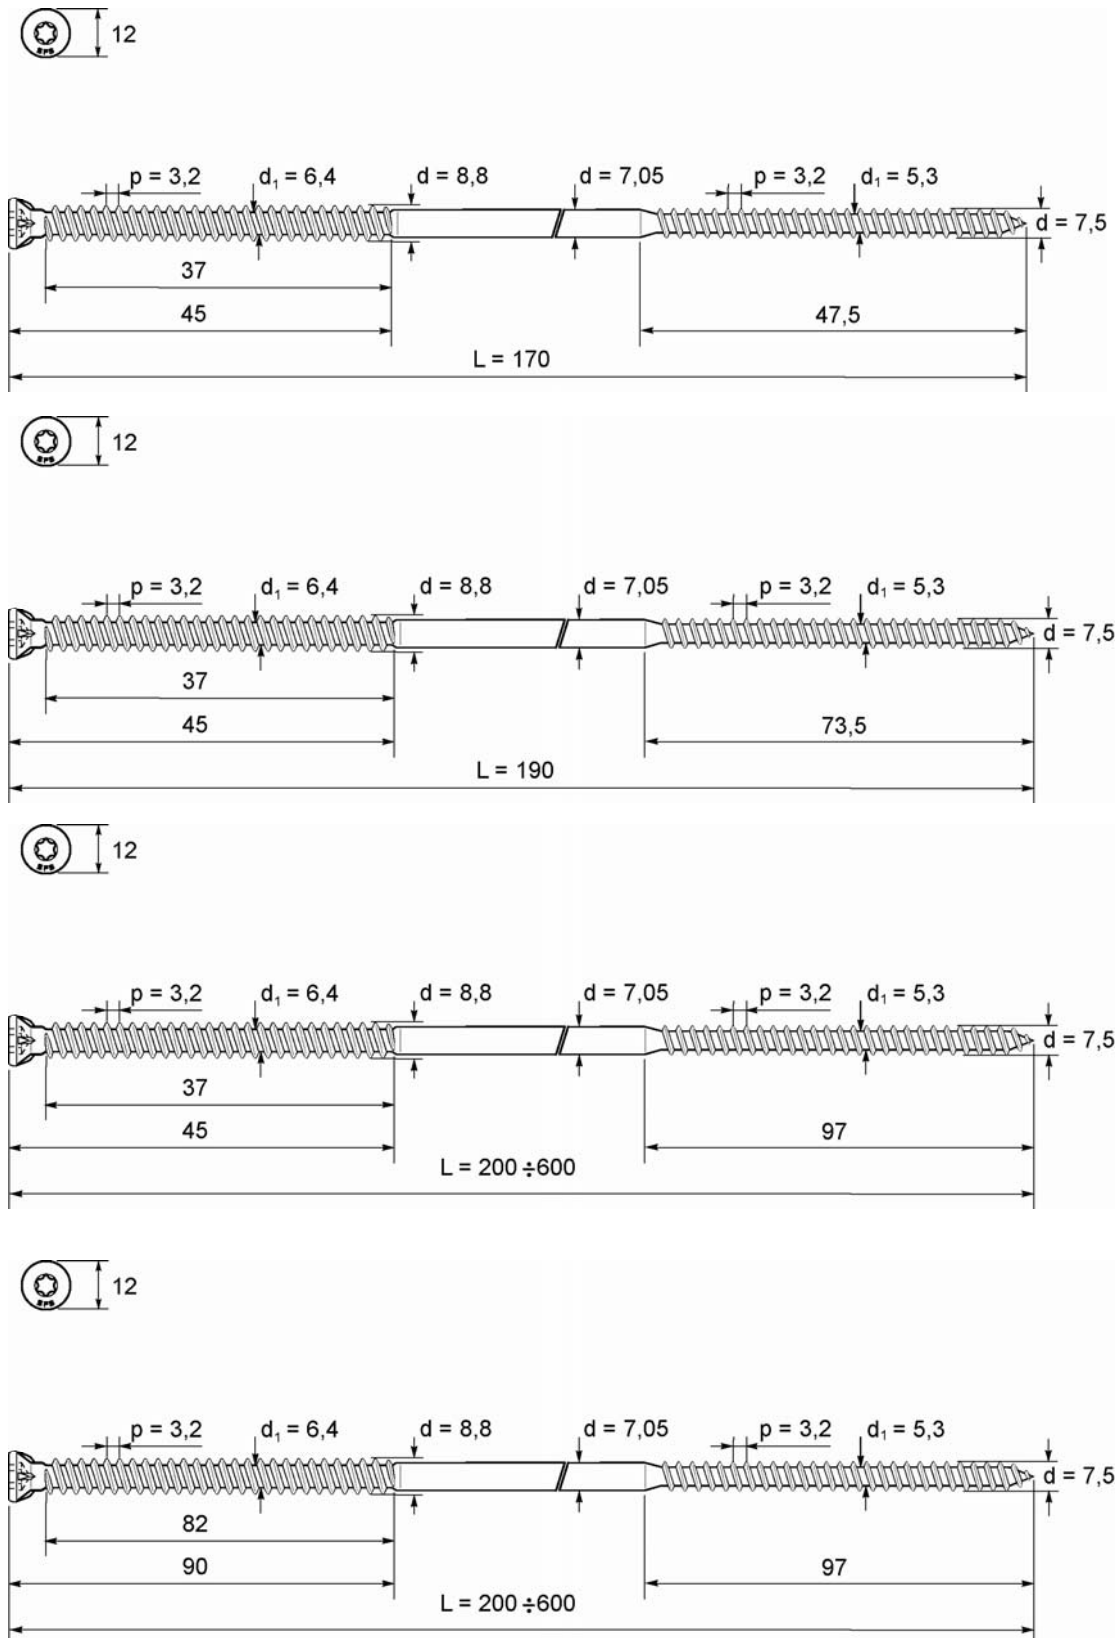 12
p = 3,2 d₁ = 6,4 d = 8,8 d = 7,05 p = 3,2 d₁ = 5,3
d = 7,5
37
45 47,5
L = 170
12
p = 3,2 d₁ = 6,4 d = 8,8 d = 7,05 p = 3,2 d₁ = 5,3
d = 7,5
37
45 73,5
L = 190
12
p = 3,2 d₁ = 6,4 d = 8,8 d = 7,05 p = 3,2 d₁ = 5,3
d = 7,5
37
45 97
L = 200 ÷600
12
p = 3,2 d₁ = 6,4 d = 8,8 d = 7,05 p = 3,2 d₁ = 5,3
d = 7,5
82
90 97
L = 200 ÷600